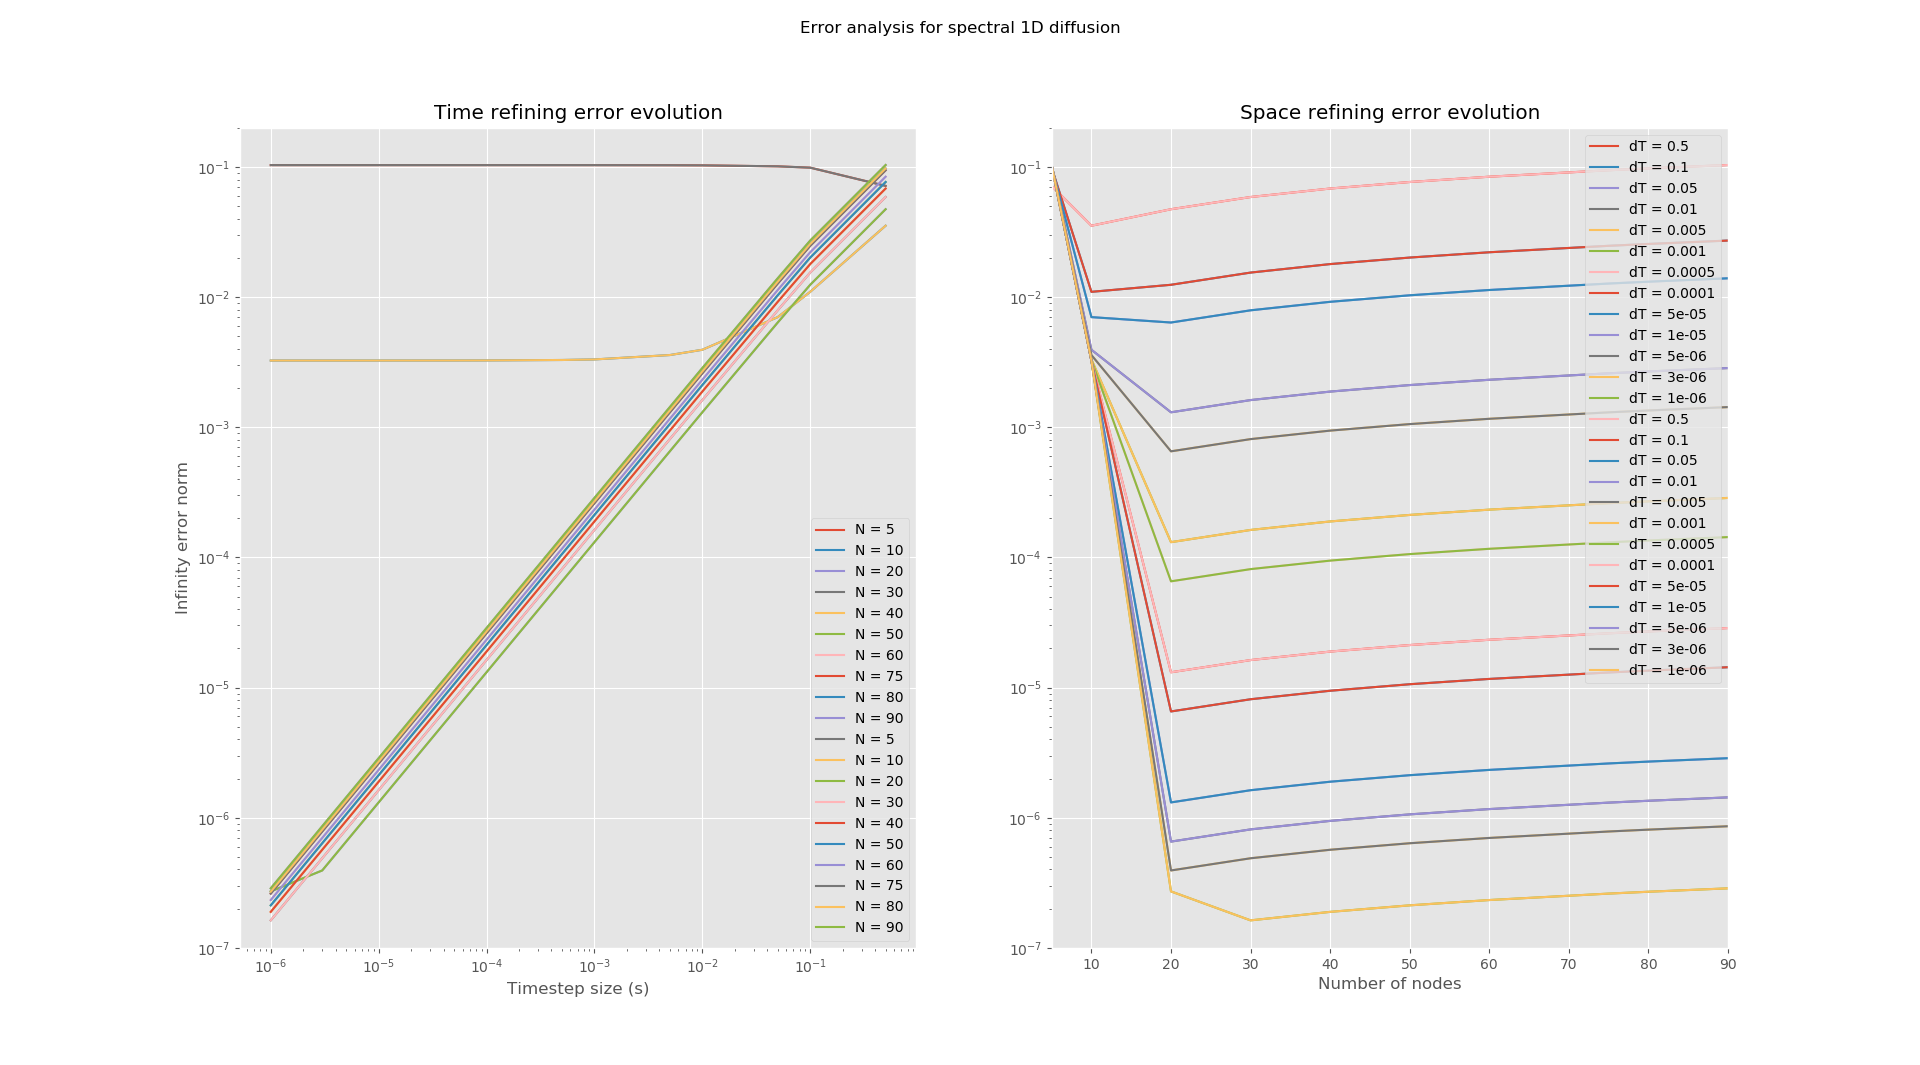 Error analysis for spectral 1D diffusion
Time refining error evolution
Infinity error norm
10⁻¹
10⁻²
10⁻³
10⁻⁴
10⁻⁵
10⁻⁶
10⁻⁷
N = 5
N = 10
N = 20
N = 30
N = 40
N = 50
N = 60
N = 75
N = 80
N = 90
N = 5
N = 10
N = 20
N = 30
N = 40
N = 50
N = 60
N = 75
N = 80
N = 90
10⁻⁶ 10⁻⁵ 10⁻⁴ 10⁻³ 10⁻² 10⁻¹
Timestep size (s)
Space refining error evolution
10⁻¹
10⁻²
10⁻³
10⁻⁴
10⁻⁵
10⁻⁶
10⁻⁷
dT = 0.5
dT = 0.1
dT = 0.05
dT = 0.01
dT = 0.005
dT = 0.001
dT = 0.0005
dT = 0.0001
dT = 5e-05
dT = 1e-05
dT = 5e-06
dT = 3e-06
dT = 1e-06
dT = 0.5
dT = 0.1
dT = 0.05
dT = 0.01
dT = 0.005
dT = 0.001
dT = 0.0005
dT = 0.0001
dT = 5e-05
dT = 1e-05
dT = 5e-06
dT = 3e-06
dT = 1e-06
10 20 30 40 50 60 70 80 90
Number of nodes